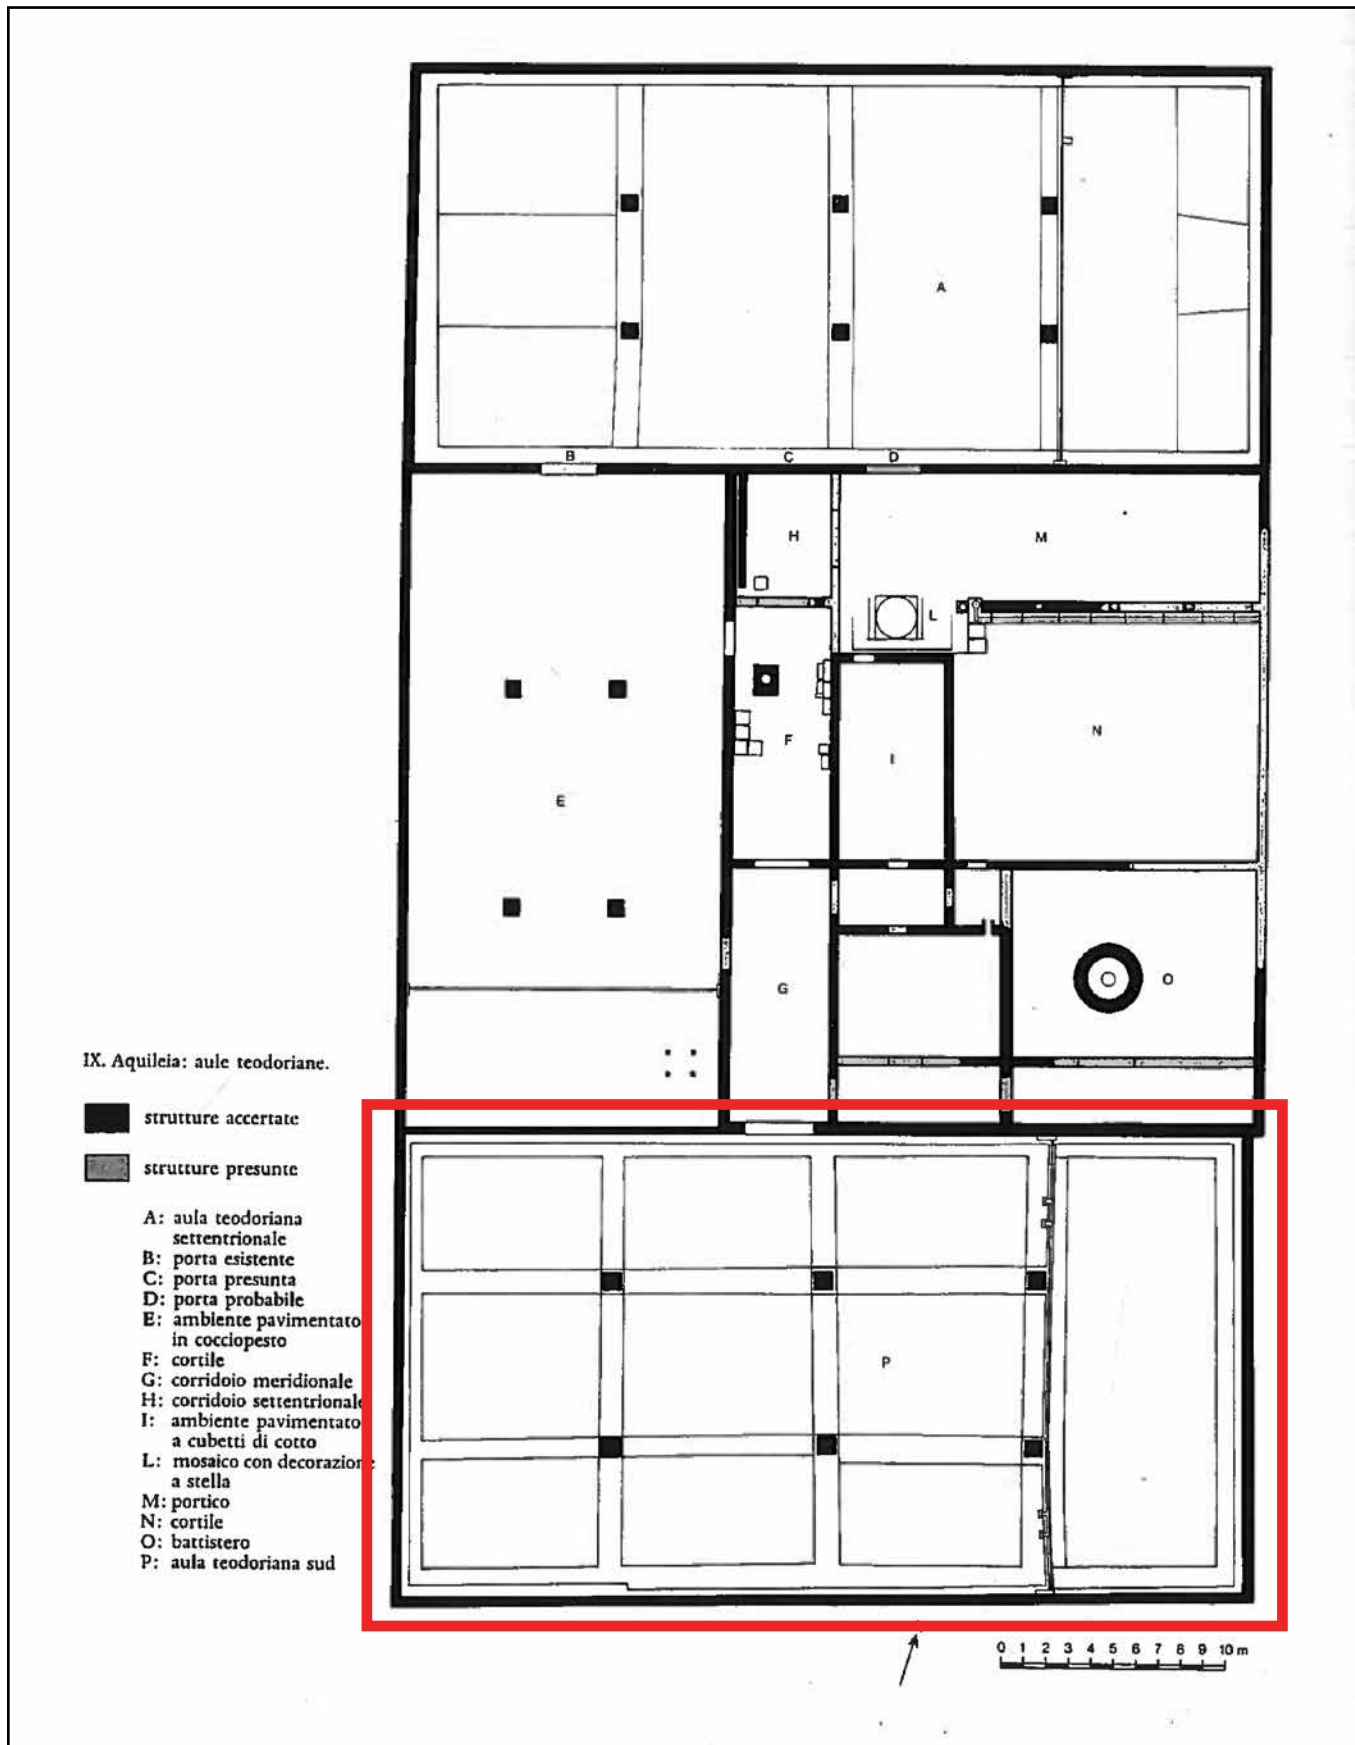 A
B
C
D
H
M
L
F
I
N
E
G
O
IX. Aquileia: aule teodoriane.
strutture accertate
strutture presunte
A: aula teodoriana
settentrionale
B: porta esistente
C: porta presunta
D: porta probabile
E: ambiente pavimentato
in cocciopesto
F: cortile
G: corridoio meridionale
H: corridoio settentrionale
I: ambiente pavimentato
a cubetti di cotto
L: mosaico con decorazione
a stella
M: portico
N: cortile
O: battistero
P: aula teodoriana sud
P
0 1 2 3 4 5 6 7 8 9 10 m